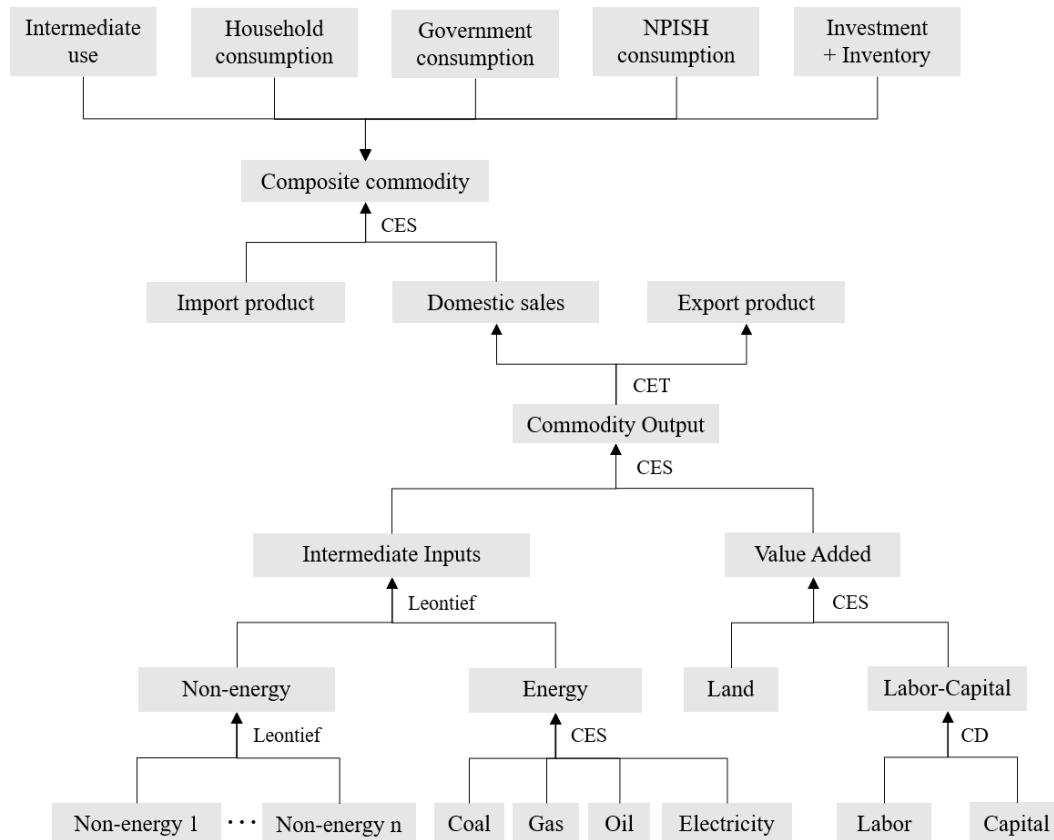 Intermediate
use
Household
consumption
Government
consumption
NPISH
consumption
Investment
+ Inventory
Composite commodity
CES
Import product
Domestic sales
Export product
CET
Commodity Output
CES
Intermediate Inputs
Value Added
Leontief
CES
Non-energy
Energy
Land
Labor-Capital
Leontief
CES
CD
Non-energy 1
···
Non-energy n
Coal
Gas
Oil
Electricity
Labor
Capital